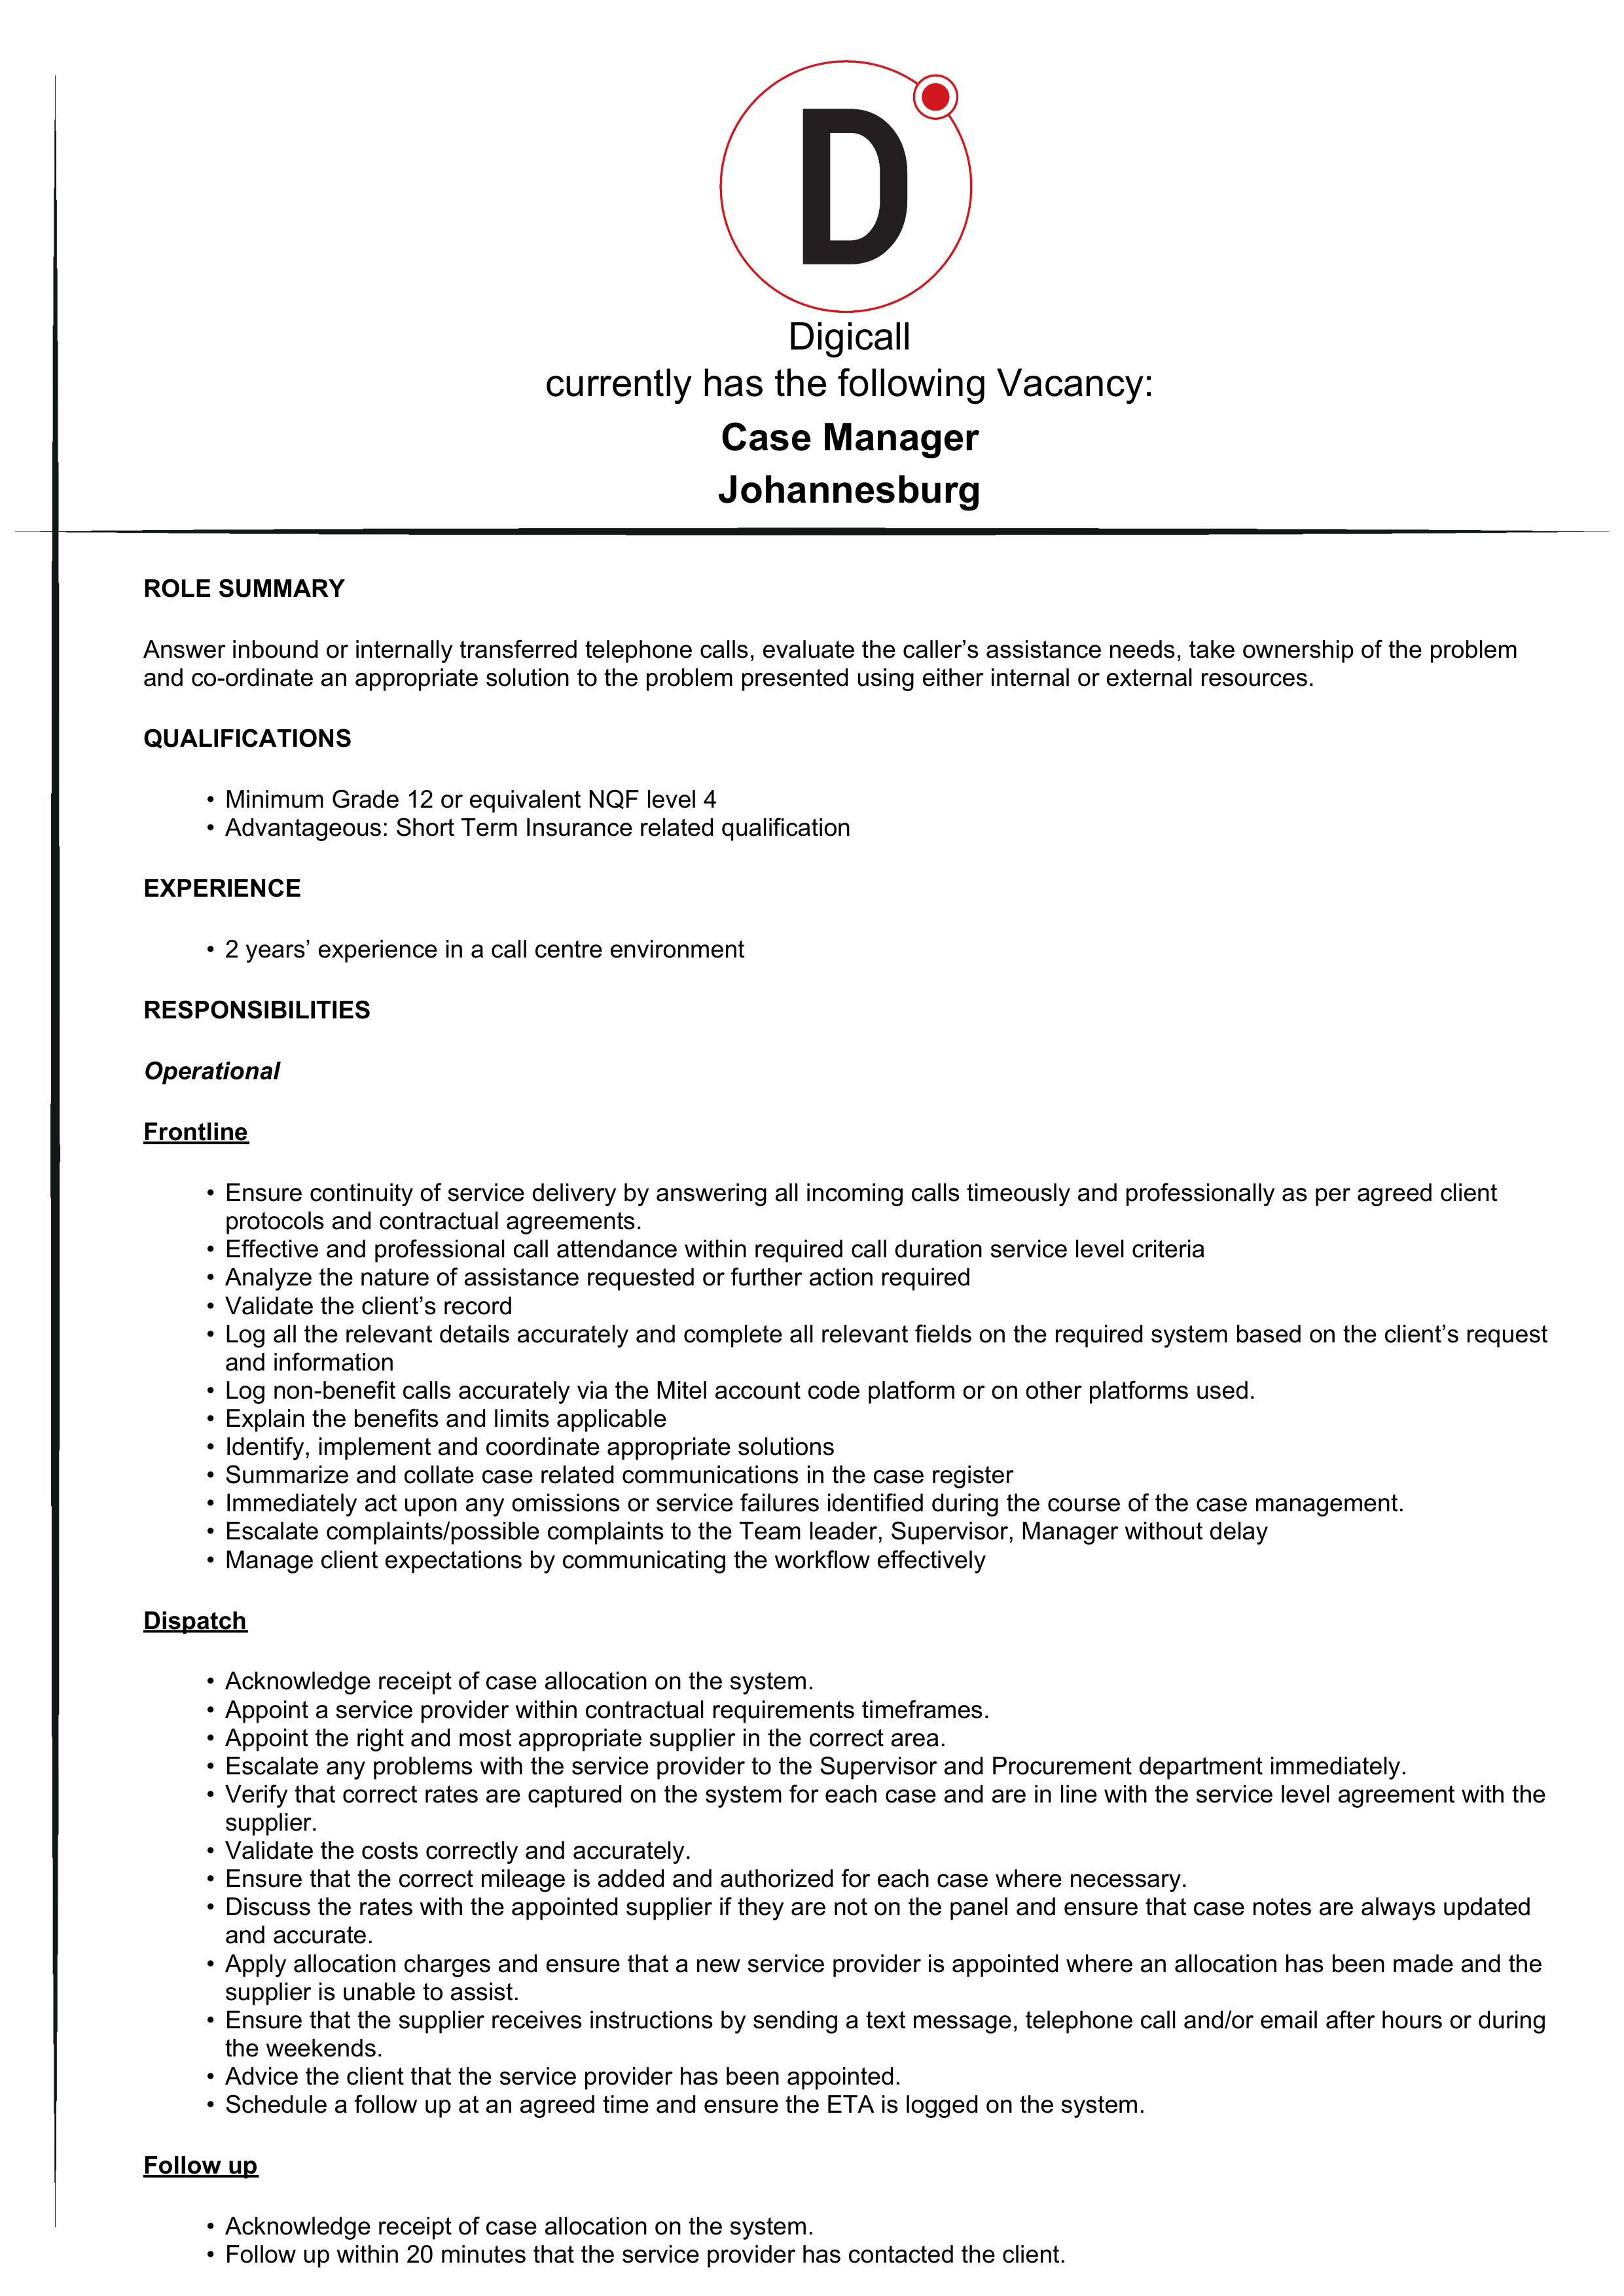 D
Digicall
currently has the following Vacancy:
Case Manager
Johannesburg
ROLE SUMMARY
Answer inbound or internally transferred telephone calls, evaluate the caller’s assistance needs, take ownership of the problem
and co-ordinate an appropriate solution to the problem presented using either internal or external resources.
QUALIFICATIONS
• Minimum Grade 12 or equivalent NQF level 4
• Advantageous: Short Term Insurance related qualification
EXPERIENCE
• 2 years’ experience in a call centre environment
RESPONSIBILITIES
Operational
Frontline
• Ensure continuity of service delivery by answering all incoming calls timeously and professionally as per agreed client
protocols and contractual agreements.
• Effective and professional call attendance within required call duration service level criteria
• Analyze the nature of assistance requested or further action required
• Validate the client’s record
• Log all the relevant details accurately and complete all relevant fields on the required system based on the client’s request
and information
• Log non-benefit calls accurately via the Mitel account code platform or on other platforms used.
• Explain the benefits and limits applicable
• Identify, implement and coordinate appropriate solutions
• Summarize and collate case related communications in the case register
• Immediately act upon any omissions or service failures identified during the course of the case management.
• Escalate complaints/possible complaints to the Team leader, Supervisor, Manager without delay
• Manage client expectations by communicating the workflow effectively
Dispatch
• Acknowledge receipt of case allocation on the system.
• Appoint a service provider within contractual requirements timeframes.
• Appoint the right and most appropriate supplier in the correct area.
• Escalate any problems with the service provider to the Supervisor and Procurement department immediately.
• Verify that correct rates are captured on the system for each case and are in line with the service level agreement with the
supplier.
• Validate the costs correctly and accurately.
• Ensure that the correct mileage is added and authorized for each case where necessary.
• Discuss the rates with the appointed supplier if they are not on the panel and ensure that case notes are always updated
and accurate.
• Apply allocation charges and ensure that a new service provider is appointed where an allocation has been made and the
supplier is unable to assist.
• Ensure that the supplier receives instructions by sending a text message, telephone call and/or email after hours or during
the weekends.
• Advice the client that the service provider has been appointed.
• Schedule a follow up at an agreed time and ensure the ETA is logged on the system.
Follow up
• Acknowledge receipt of case allocation on the system.
• Follow up within 20 minutes that the service provider has contacted the client.